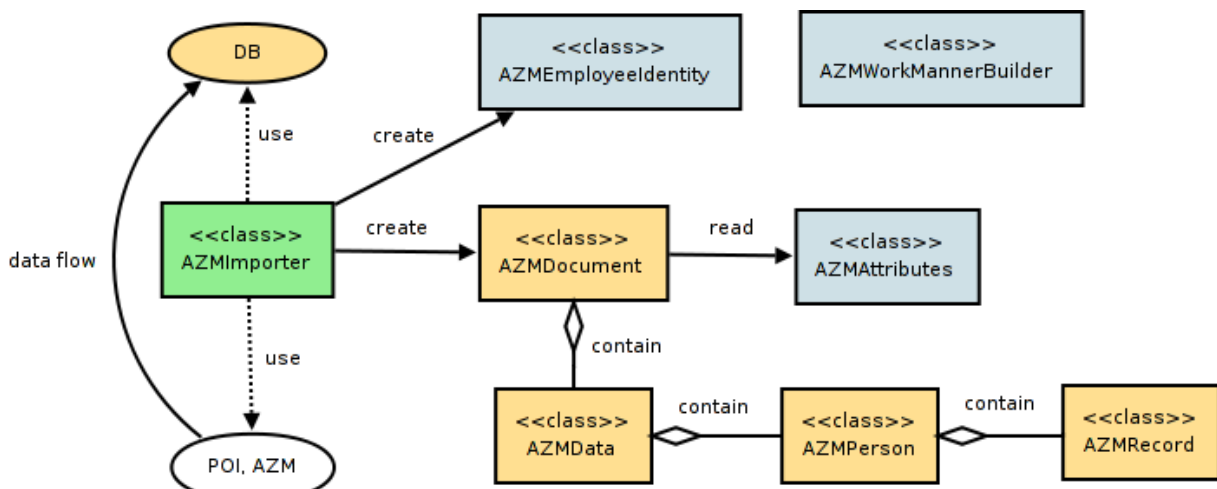 DB
<<class>>
AZMEmployeeIdentity
<<class>>
AZMWorkMannerBuilder
use
create
<<class>>
AZMImporter
create
<<class>>
AZMDocument
read
<<class>>
AZMAttributes
data flow
use
contain
<<class>>
AZMData
contain
<<class>>
AZMPerson
contain
<<class>>
AZMRecord
POI, AZM